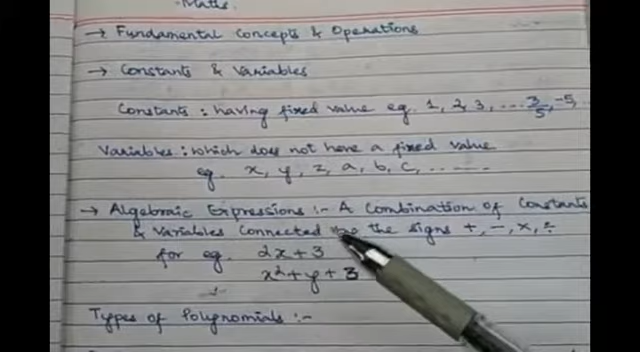 Maths.
→ Fundamental Concepts & Operations
→ Constants & Variables
Constants : having fixed value eg. 1, 2, 3, .... 3/5, -5,
Variables : which does not have a fixed value
eg. x, y, z, a, b, c, ......
→ Algebraic Expressions :- A Combination of Constants
& Variables Connected the signs +, -, x, ÷
for eg. 2x + 3
x² + y + 3
Types of Polynomials :-